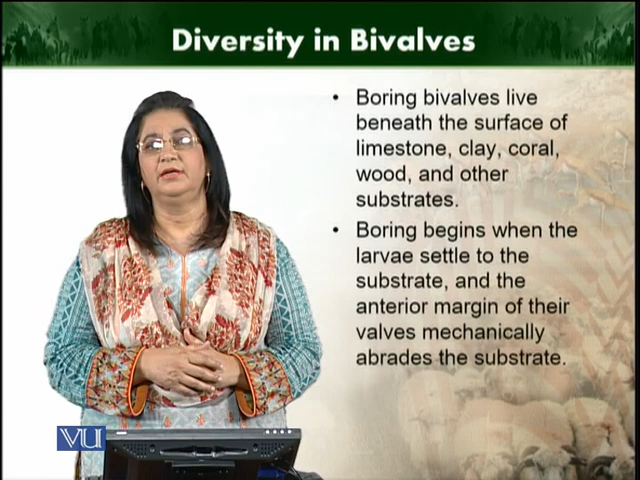 Diversity in Bivalves
• Boring bivalves live
beneath the surface of
limestone, clay, coral,
wood, and other
substrates.
• Boring begins when the
larvae settle to the
substrate, and the
anterior margin of their
valves mechanically
abrades the substrate.
VU